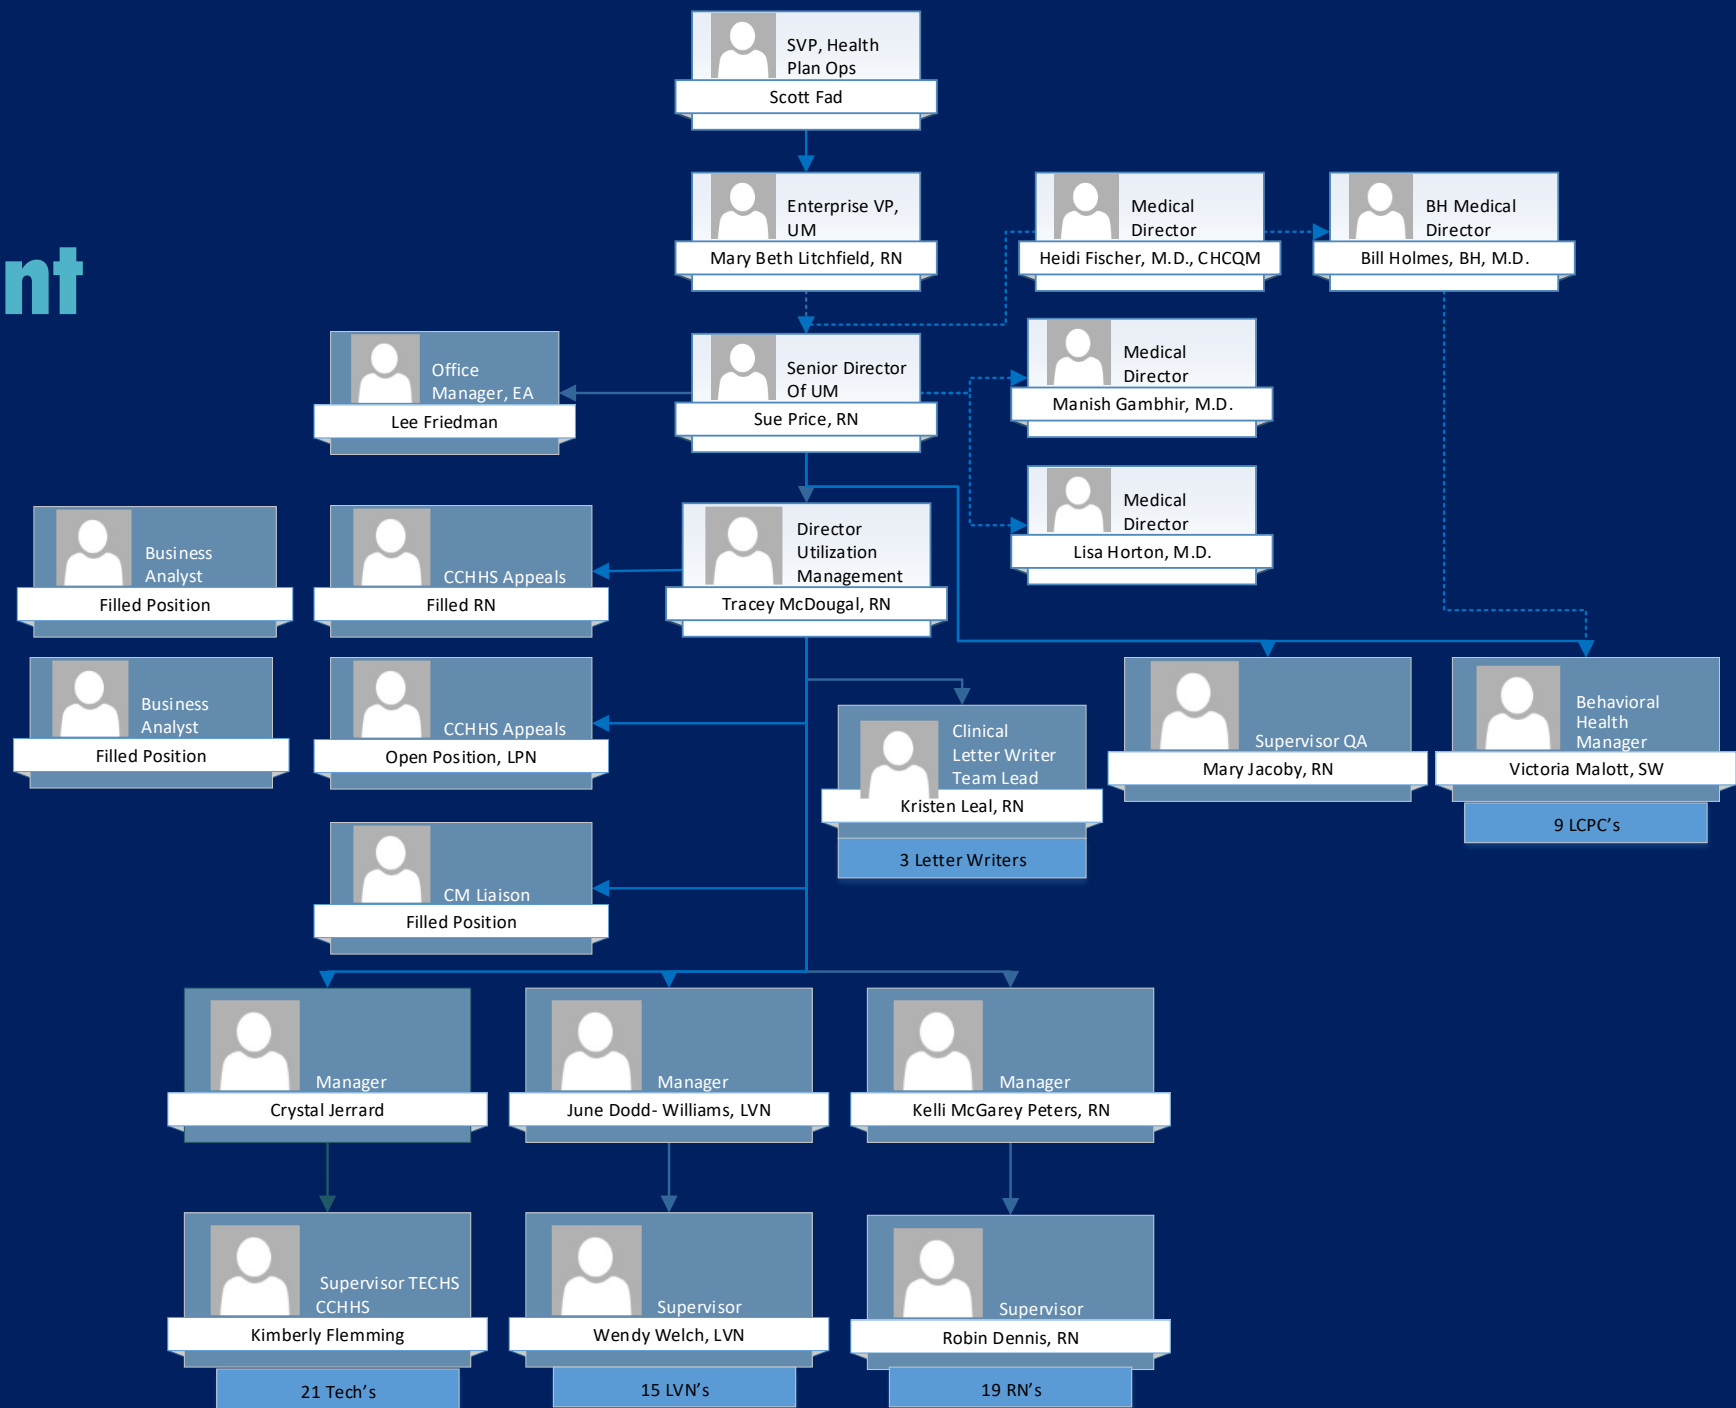 SVP, Health
Plan Ops
Scott Fad
Enterprise VP,
UM
Mary Beth Litchfield, RN
Medical
Director
Heidi Fischer, M.D., CHCQM
BH Medical
Director
Bill Holmes, BH, M.D.
nt
Office
Manager, EA
Lee Friedman
Senior Director
Of UM
Sue Price, RN
Medical
Director
Manish Gambhir, M.D.
Medical
Director
Lisa Horton, M.D.
Business
Analyst
Filled Position
CCHHS Appeals
Filled RN
Director
Utilization
Management
Tracey McDougal, RN
Business
Analyst
Filled Position
CCHHS Appeals
Open Position, LPN
Clinical
Letter Writer
Team Lead
Kristen Leal, RN
3 Letter Writers
Supervisor QA
Mary Jacoby, RN
Behavioral
Health
Manager
Victoria Malott, SW
9 LCPC's
CM Liaison
Filled Position
Manager
Crystal Jerrard
Manager
June Dodd- Williams, LVN
Manager
Kelli McGarey Peters, RN
Supervisor TECHS
CCHHS
Kimberly Flemming
21 Tech's
Supervisor
Wendy Welch, LVN
15 LVN's
Supervisor
Robin Dennis, RN
19 RN's